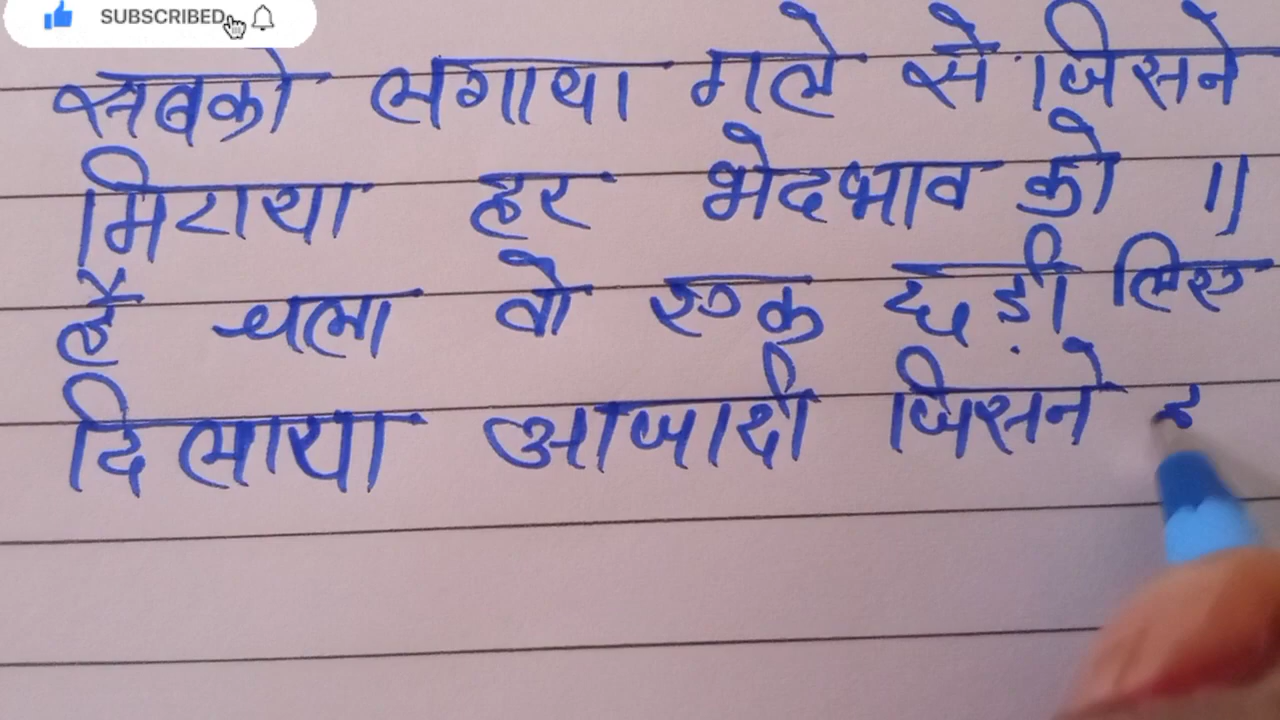 SUBSCRIBED
सबको लगाया गले से जिसने
मिटाया हर भेदभाव को ॥
है चला वो एक छड़ी लिए
दिलाया आजादी जिसने